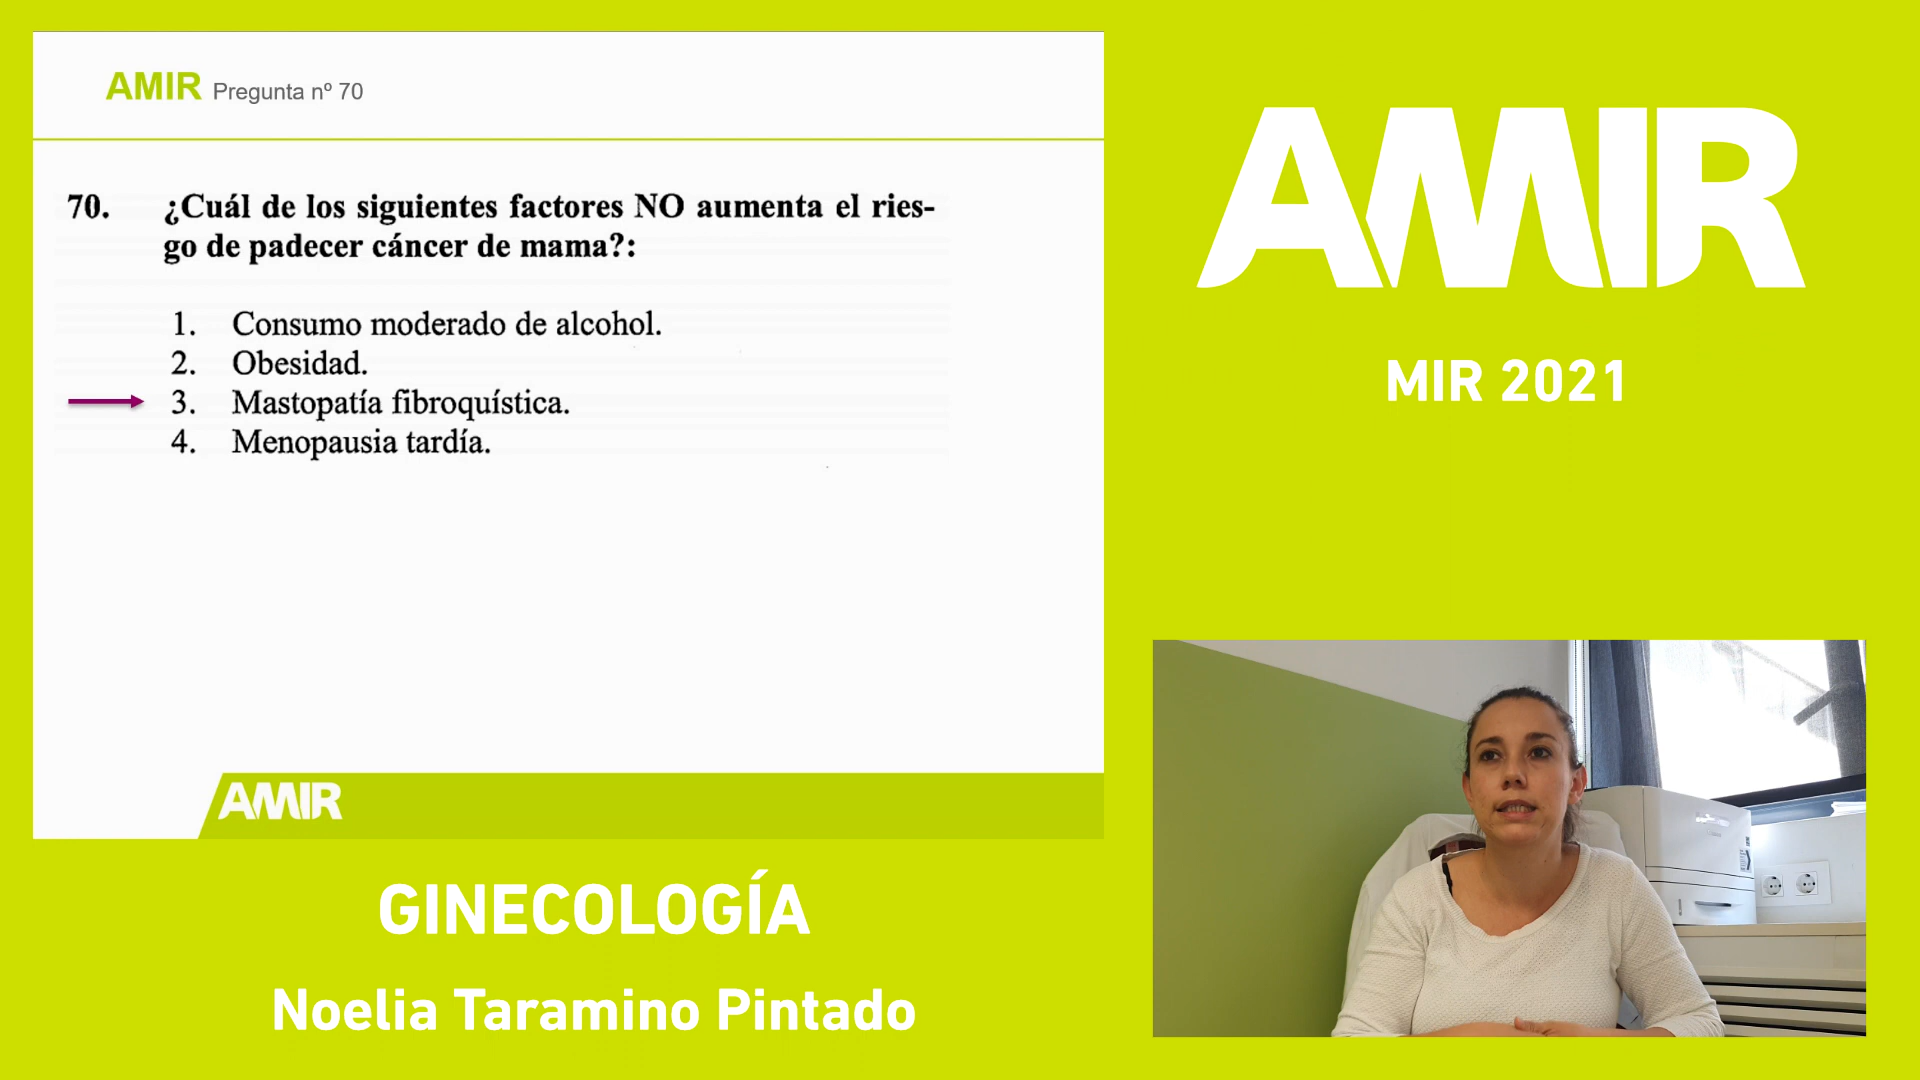 AMIR Pregunta nº 70
70. ¿Cuál de los siguientes factores NO aumenta el ries-
go de padecer cáncer de mama?:
1. Consumo moderado de alcohol.
2. Obesidad.
3. Mastopatía fibroquística.
4. Menopausia tardía.
AMIR
GINECOLOGÍA
Noelia Taramino Pintado
AMIR
MIR 2021